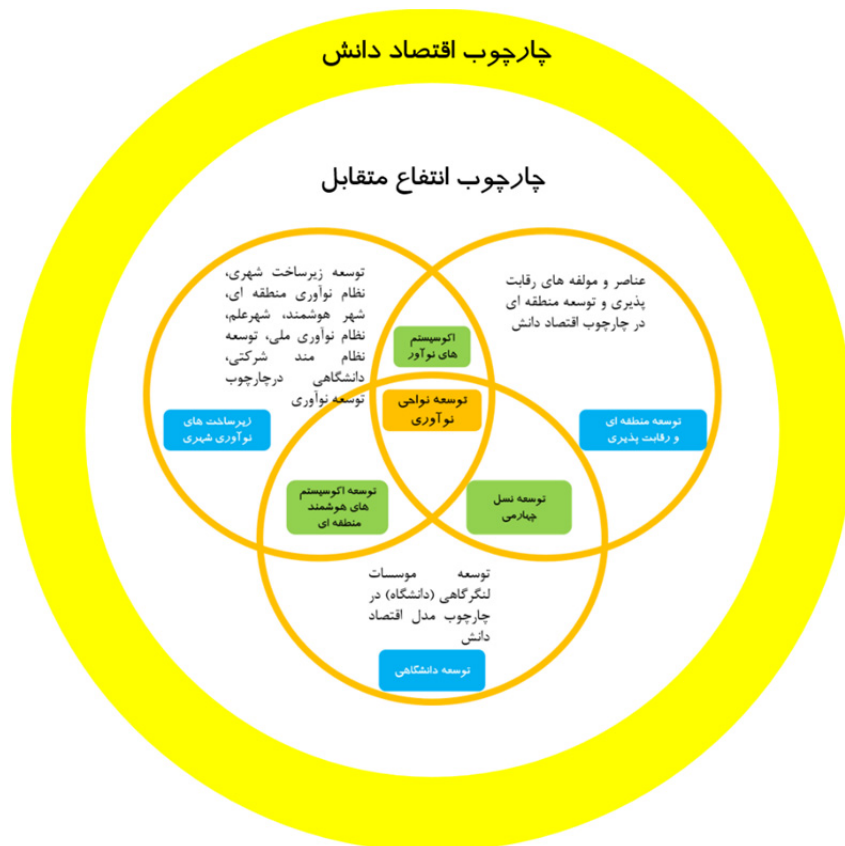 چارچوب اقتصاد دانش
چارچوب انتفاع متقابل
عناصر و مولفه های رقابت
پذیری و توسعه منطقه ای
در چارچوب اقتصاد دانش
توسعه منطقه ای
و رقابت پذیری
توسعه زیرساخت شهری،
نظام نوآوری منطقه ای،
شهر هوشمند، شهرعلم،
نظام نوآوری ملی، توسعه
نظام مند شرکتی،
دانشگاهی درچارچوب
توسعه نوآوری
زیرساخت های
نوآوری شهری
اکوسیستم
های نوآور
توسعه نواحی
نوآوری
توسعه نسل
چهارمی
توسعه اکوسیستم
های هوشمند
منطقه ای
توسعه موسسات
لنگرگاهی (دانشگاه) در
چارچوب مدل اقتصاد
دانش
توسعه دانشگاهی